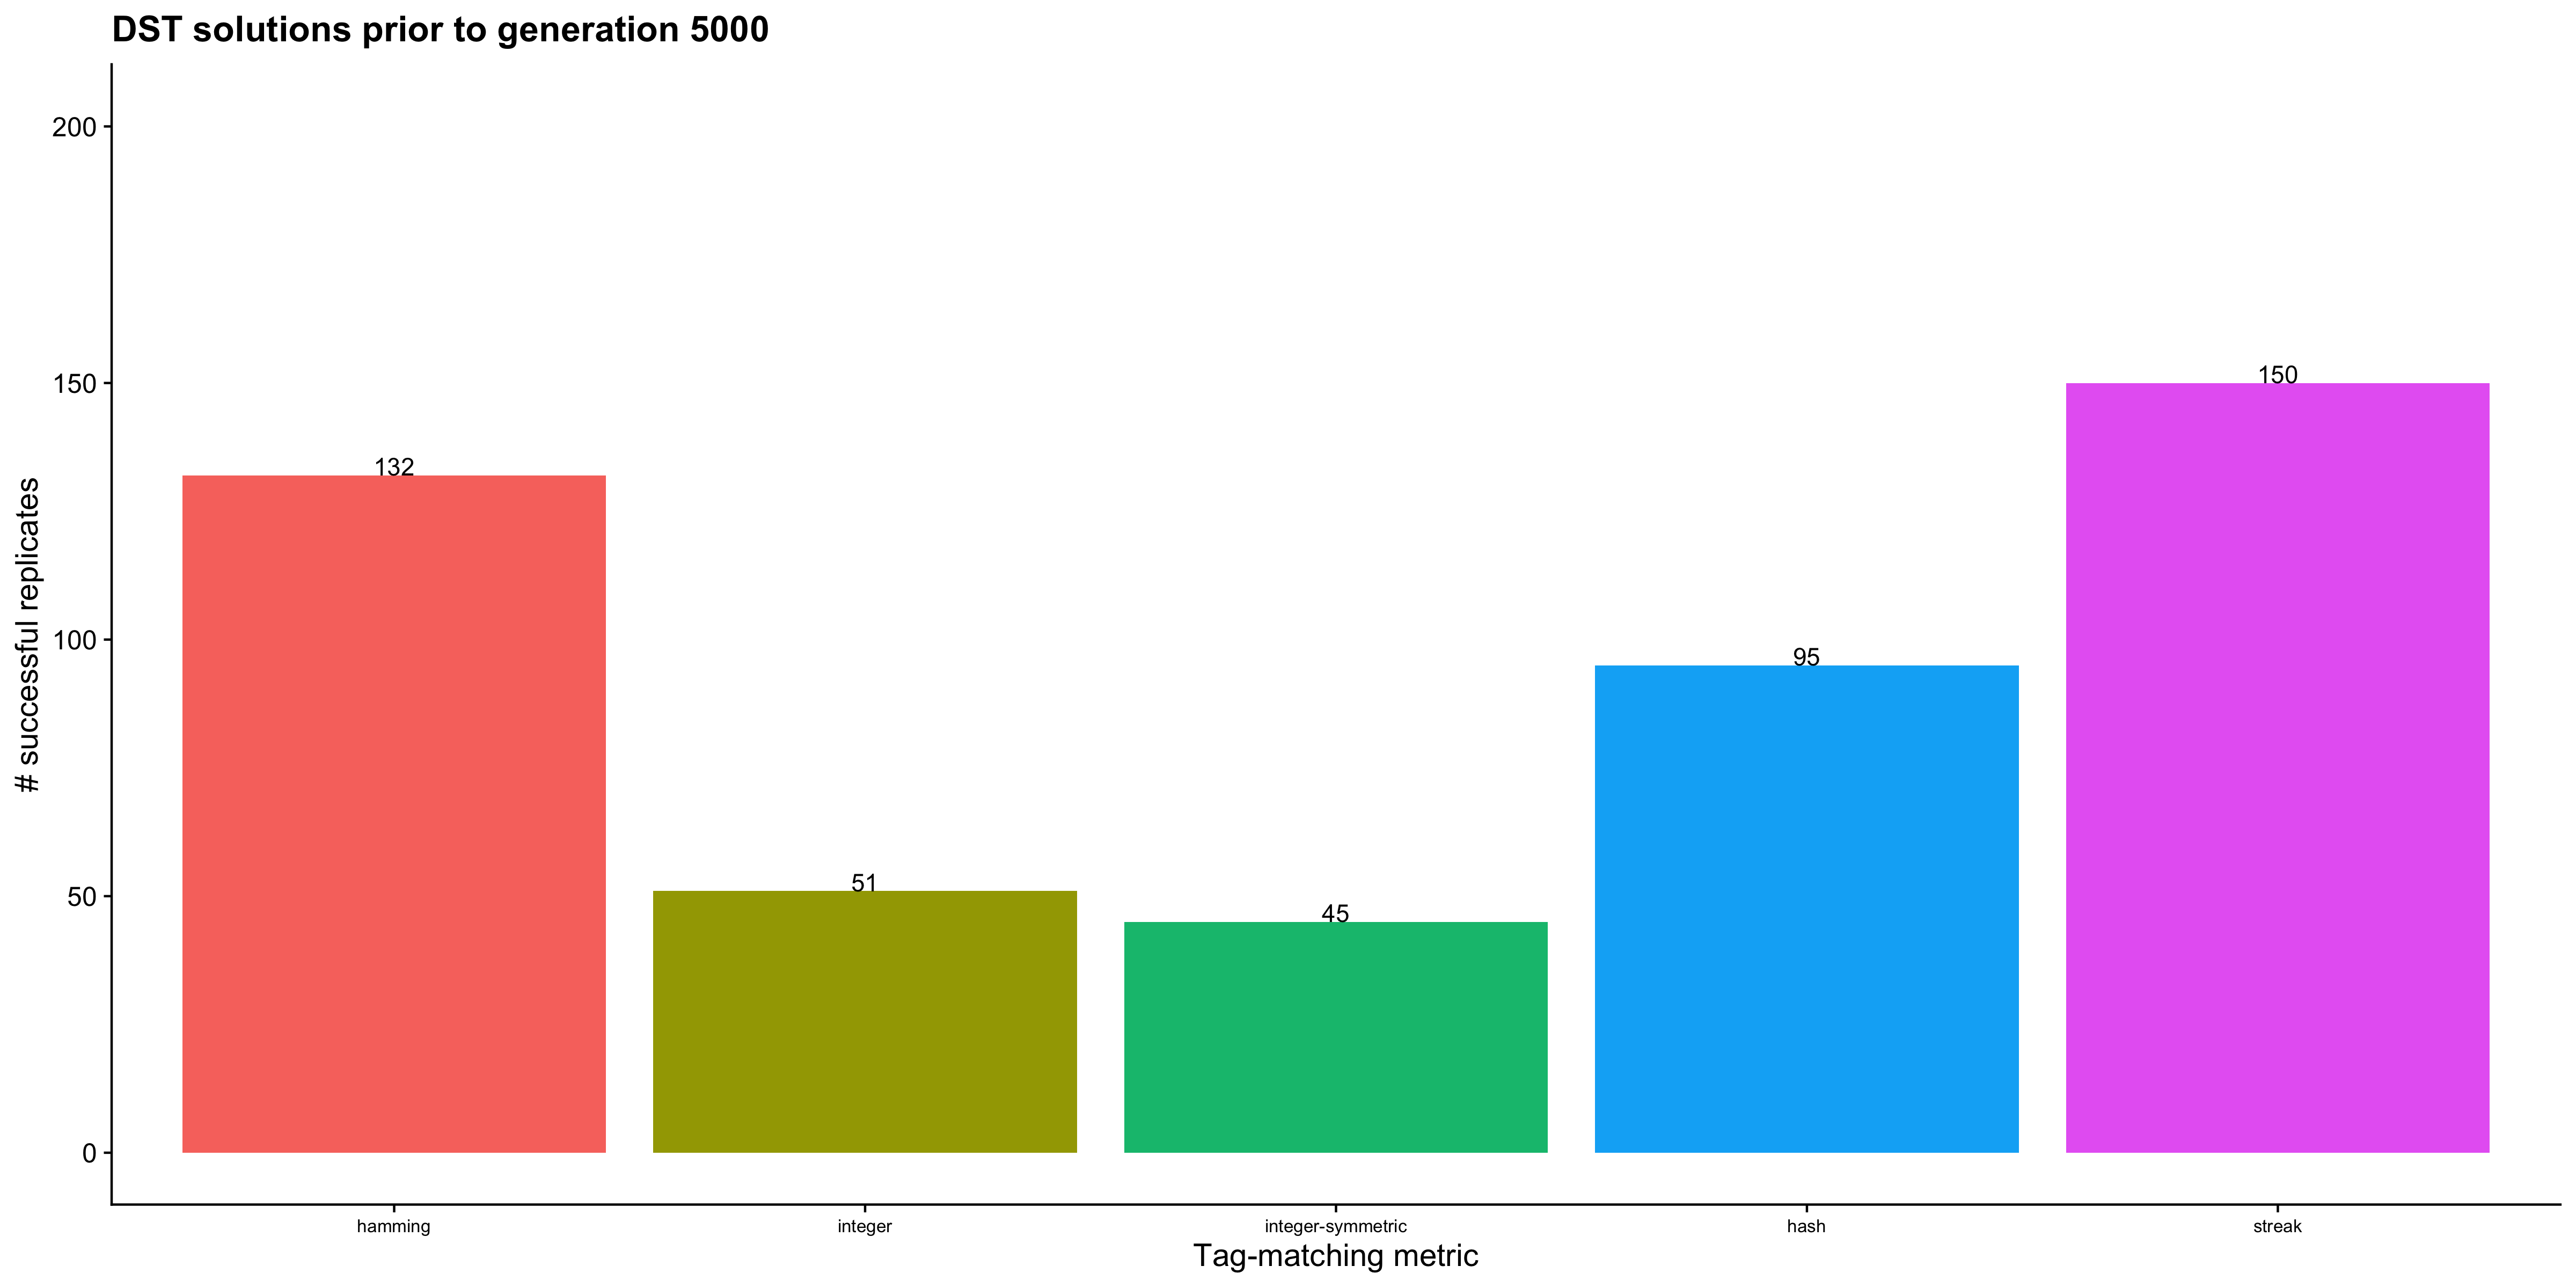 DST solutions prior to generation 5000
200
150
100
50
0
# successful replicates
132
51
45
95
150
hamming
integer
integer-symmetric
hash
streak
Tag-matching metric